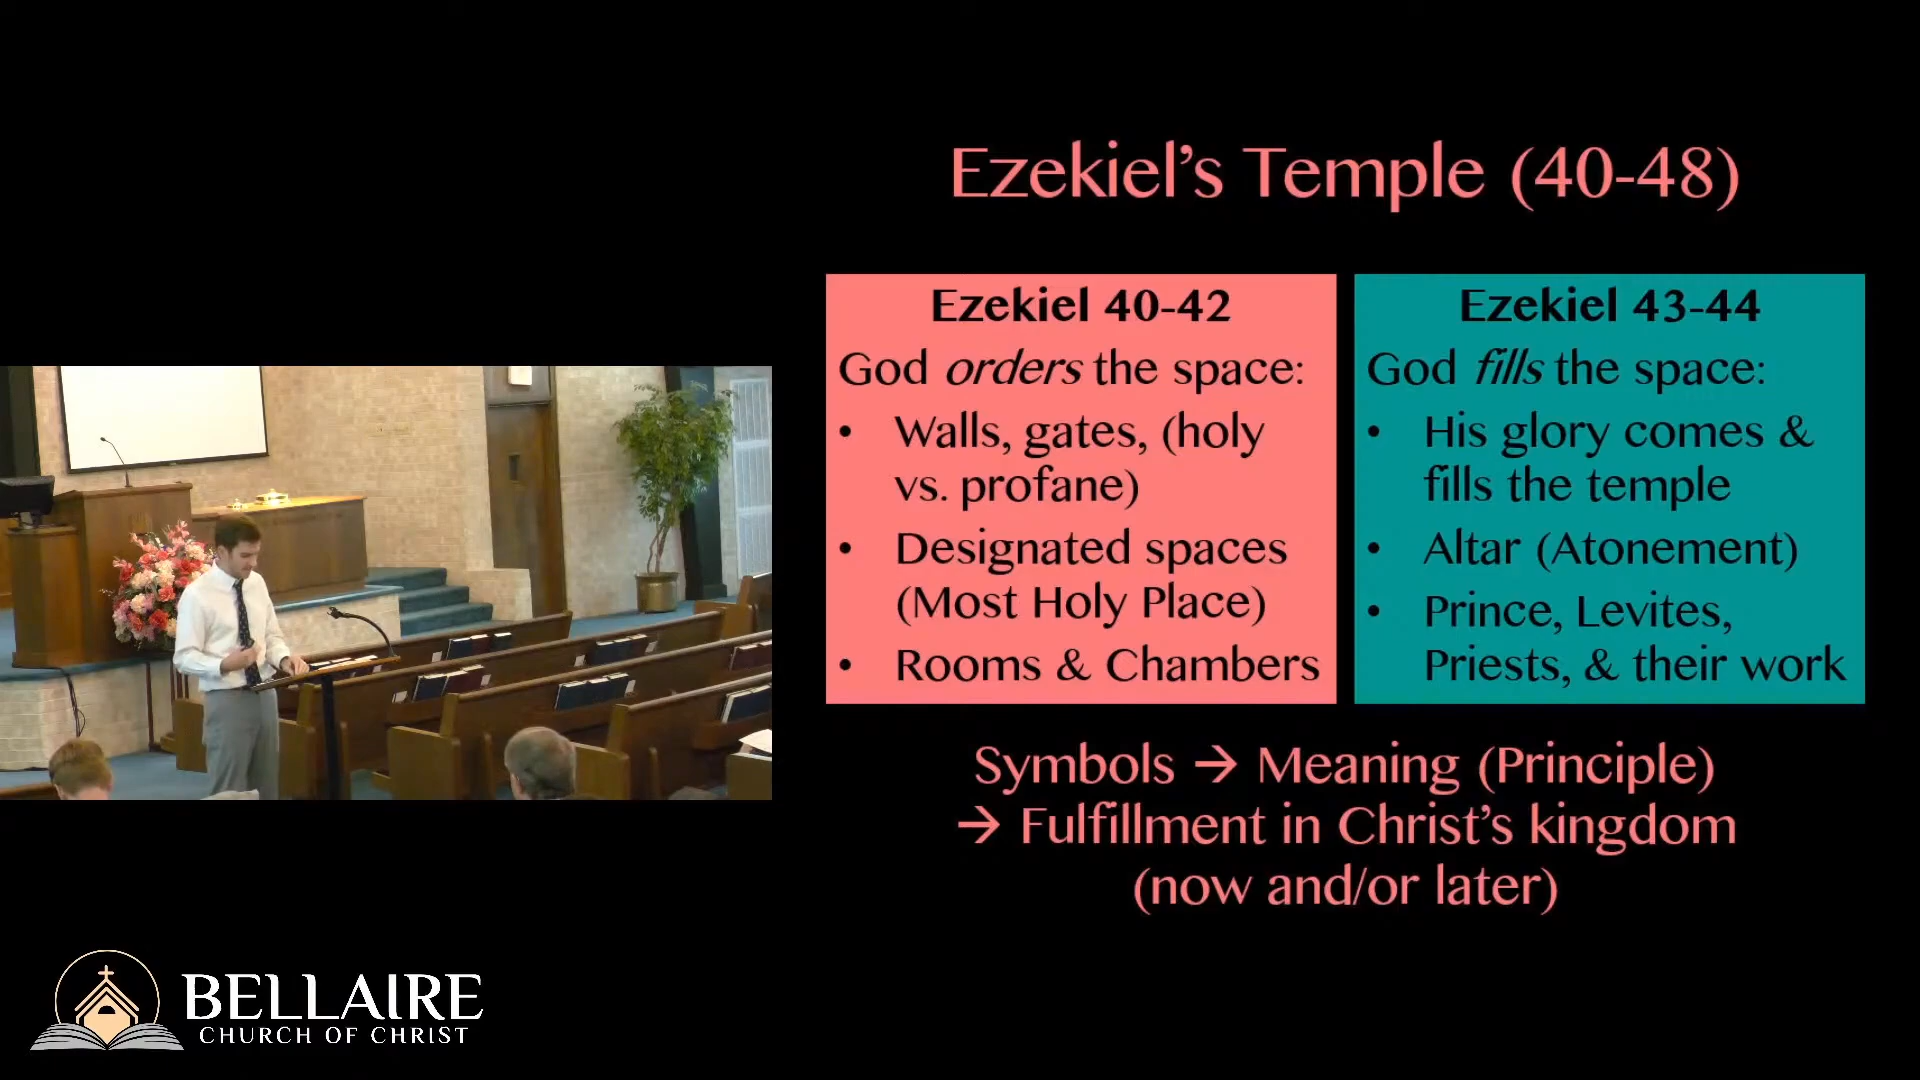 Ezekiel’s Temple (40-48)
Ezekiel 40-42
God orders the space:
• Walls, gates, (holy
vs. profane)
• Designated spaces
(Most Holy Place)
• Rooms & Chambers
Ezekiel 43-44
God fills the space:
• His glory comes &
fills the temple
• Altar (Atonement)
• Prince, Levites,
Priests, & their work
Symbols → Meaning (Principle)
→ Fulfillment in Christ’s kingdom
(now and/or later)
BELLAIRE
CHURCH OF CHRIST